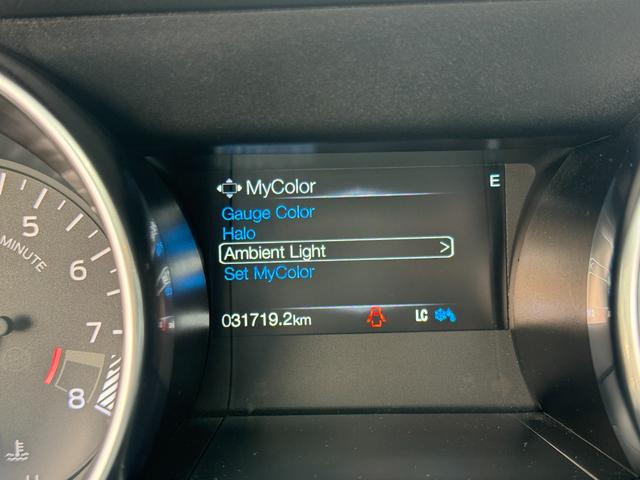 MyColor
E
Gauge Color
Halo
Ambient Light >
Set MyColor
031719.2km
LC
5
MINUTE
6
7
8